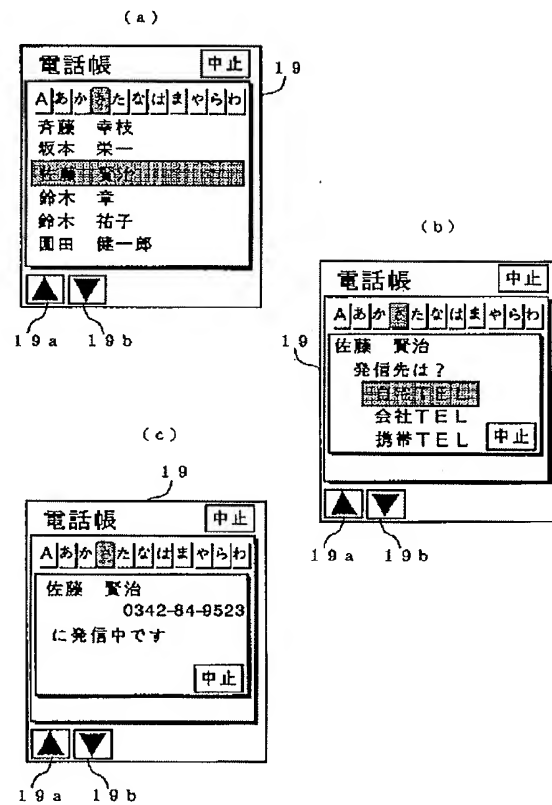 (a)
電話帳 中止
19
A あ か さ た な は ま や ら わ
斉藤 幸枝
坂本 栄一
佐藤 賢治
鈴木 章
鈴木 祐子
園田 健一郎
19a 19b
(b)
電話帳 中止
19
A あ か さ た な は ま や ら わ
佐藤 賢治
発信先は?
自宅TEL
会社TEL
携帯TEL 中止
19a 19b
(c)
19
電話帳 中止
A あ か さ た な は ま や ら わ
佐藤 賢治
0342-84-9523
に発信中です
中止
19a 19b